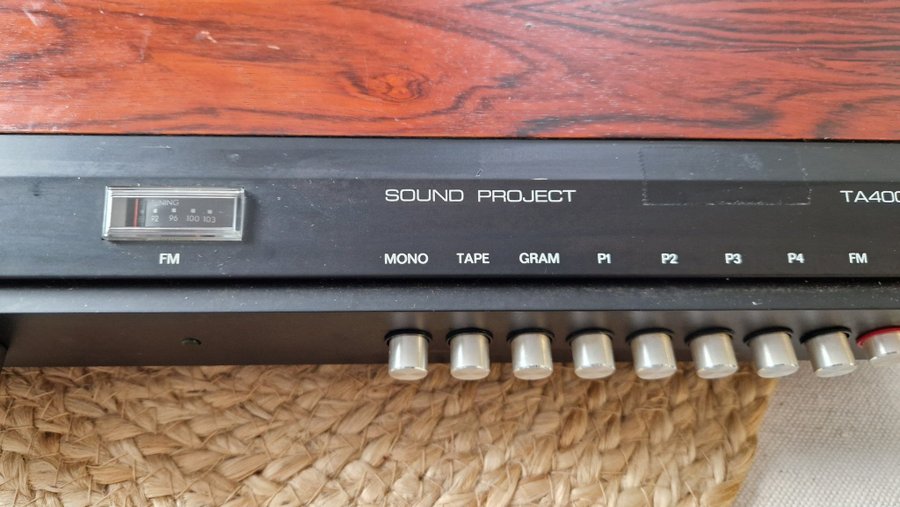 SOUND PROJECT TA400
TUNING
92 96 100 103
FM MONO TAPE GRAM P1 P2 P3 P4 FM